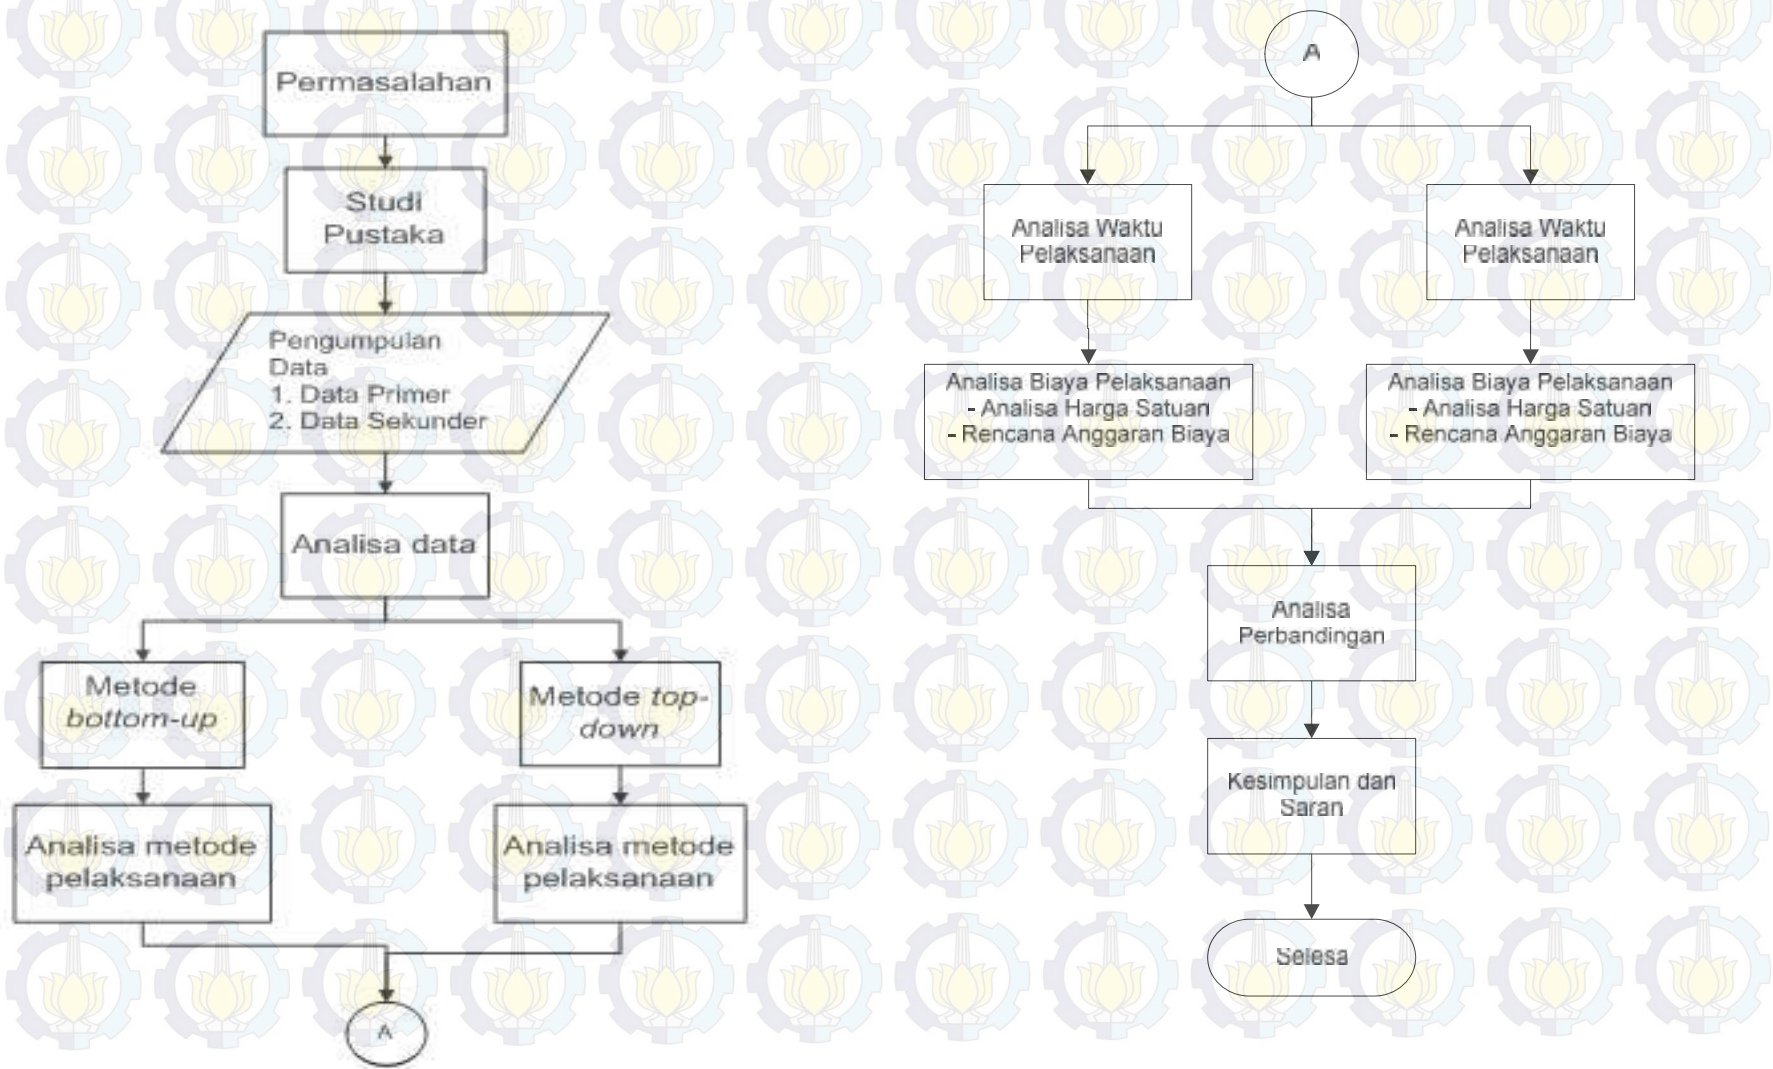 Permasalahan
Studi
Pustaka
Pengumpulan
Data
1. Data Primer
2. Data Sekunder
Analisa data
Metode
bottom-up
Metode top-
down
Analisa metode
pelaksanaan
Analisa metode
pelaksanaan
A
A
Analisa Waktu
Pelaksanaan
Analisa Waktu
Pelaksanaan
Analisa Biaya Pelaksanaan
- Analisa Harga Satuan
- Rencana Anggaran Biaya
Analisa Biaya Pelaksanaan
- Analisa Harga Satuan
- Rencana Anggaran Biaya
Analisa
Perbandingan
Kesimpulan dan
Saran
Selesa